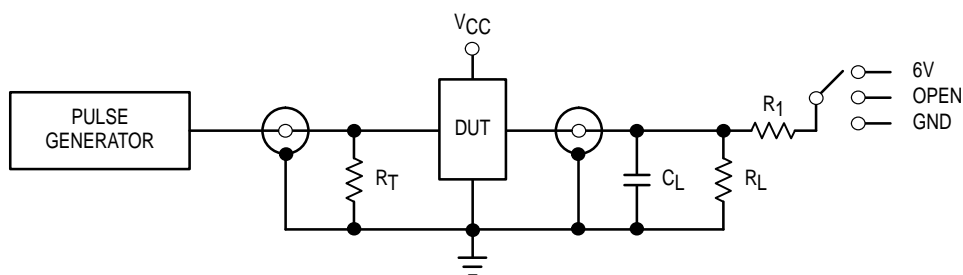 VCC
PULSE
GENERATOR
DUT
RT
CL
RL
R1
6V
OPEN
GND